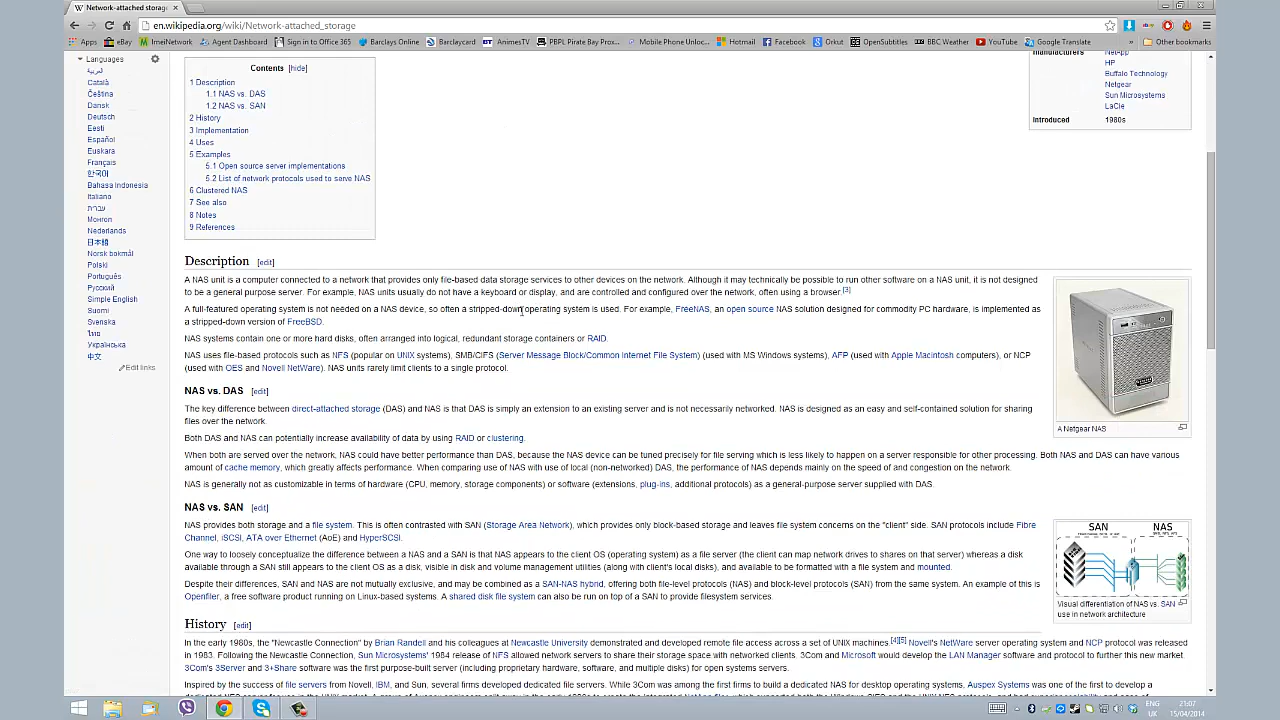 Network-attached storage
en.wikipedia.org/wiki/Network-attached_storage
Apps eBay ImeiNetwork Agent Dashboard Sign in to Office 365 Barclays Online Barclaycard AnimesTV PBPL Pirate Bay Prox... Mobile Phone Unlock... Hotmail Facebook Orkut OpenSubtitles BBC Weather YouTube Google Translate » Other bookmarks
Languages
العربية
Català
Čeština
Dansk
Deutsch
Eesti
Español
Euskara
Français
한국어
Bahasa Indonesia
Italiano
עברית
Монгол
Nederlands
日本語
Norsk bokmål
Polski
Português
Русский
Simple English
Suomi
Svenska
ไทย
Українська
中文
Edit links
Contents [hide]
1 Description
1.1 NAS vs. DAS
1.2 NAS vs. SAN
2 History
3 Implementation
4 Uses
5 Examples
5.1 Open source server implementations
5.2 List of network protocols used to serve NAS
6 Clustered NAS
7 See also
8 Notes
9 References
manufacturers NetApp
HP
Buffalo Technology
Netgear
Sun Microsystems
LaCie
Introduced 1980s
Description [edit]
A NAS unit is a computer connected to a network that provides only file-based data storage services to other devices on the network. Although it may technically be possible to run other software on a NAS unit, it is not designed
to be a general purpose server. For example, NAS units usually do not have a keyboard or display, and are controlled and configured over the network, often using a browser.[3]
A full-featured operating system is not needed on a NAS device, so often a stripped-down operating system is used. For example, FreeNAS, an open source NAS solution designed for commodity PC hardware, is implemented as
a stripped-down version of FreeBSD.
NAS systems contain one or more hard disks, often arranged into logical, redundant storage containers or RAID.
NAS uses file-based protocols such as NFS (popular on UNIX systems), SMB/CIFS (Server Message Block/Common Internet File System) (used with MS Windows systems), AFP (used with Apple Macintosh computers), or NCP
(used with OES and Novell NetWare). NAS units rarely limit clients to a single protocol.
A Netgear NAS
NAS vs. DAS [edit]
The key difference between direct-attached storage (DAS) and NAS is that DAS is simply an extension to an existing server and is not necessarily networked. NAS is designed as an easy and self-contained solution for sharing
files over the network.
Both DAS and NAS can potentially increase availability of data by using RAID or clustering.
When both are served over the network, NAS could have better performance than DAS, because the NAS device can be tuned precisely for file serving which is less likely to happen on a server responsible for other processing. Both NAS and DAS can have various
amount of cache memory, which greatly affects performance. When comparing use of NAS with use of local (non-networked) DAS, the performance of NAS depends mainly on the speed of and congestion on the network.
NAS is generally not as customizable in terms of hardware (CPU, memory, storage components) or software (extensions, plug-ins, additional protocols) as a general-purpose server supplied with DAS.
NAS vs. SAN [edit]
NAS provides both storage and a file system. This is often contrasted with SAN (Storage Area Network), which provides only block-based storage and leaves file system concerns on the "client" side. SAN protocols include Fibre
Channel, iSCSI, ATA over Ethernet (AoE) and HyperSCSI.
One way to loosely conceptualize the difference between a NAS and a SAN is that NAS appears to the client OS (operating system) as a file server (the client can map network drives to shares on that server) whereas a disk
available through a SAN still appears to the client OS as a disk, visible in disk and volume management utilities (along with client's local disks), and available to be formatted with a file system and mounted.
Despite their differences, SAN and NAS are not mutually exclusive, and may be combined as a SAN-NAS hybrid, offering both file-level protocols (NAS) and block-level protocols (SAN) from the same system. An example of this is
Openfiler, a free software product running on Linux-based systems. A shared disk file system can also be run on top of a SAN to provide filesystem services.
SAN NAS
Visual differentiation of NAS vs. SAN
use in network architecture
History [edit]
In the early 1980s, the "Newcastle Connection" by Brian Randell and his colleagues at Newcastle University demonstrated and developed remote file access across a set of UNIX machines.[4][5] Novell's NetWare server operating system and NCP protocol was released
in 1983. Following the Newcastle Connection, Sun Microsystems' 1984 release of NFS allowed network servers to share their storage space with networked clients. 3Com and Microsoft would develop the LAN Manager software and protocol to further this new market.
3Com's 3Server and 3+Share software was the first purpose-built server (including proprietary hardware, software, and multiple disks) for open systems servers.
Inspired by the success of file servers from Novell, IBM, and Sun, several firms developed dedicated file servers. While 3Com was among the first firms to build a dedicated NAS for desktop operating systems, Auspex Systems was one of the first to develop a
ENG 21:07
UK 15/04/2014